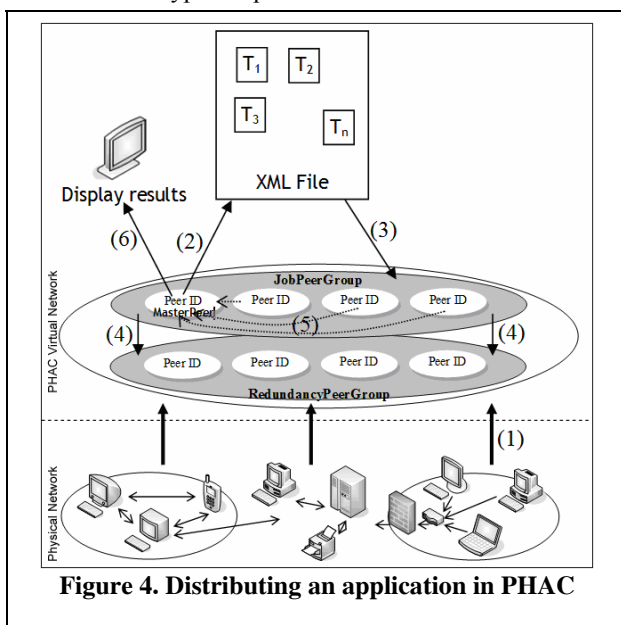 T1 T2
T3 Tn
XML File
Display results
(6) (2) (3)
JobPeerGroup
Peer ID Peer ID Peer ID Peer ID
MasterPeer
(5)
(4) (4)
Peer ID Peer ID Peer ID Peer ID
RedundancyPeerGroup
PHAC Virtual Network
(1)
Physical Network
Figure 4. Distributing an application in PHAC